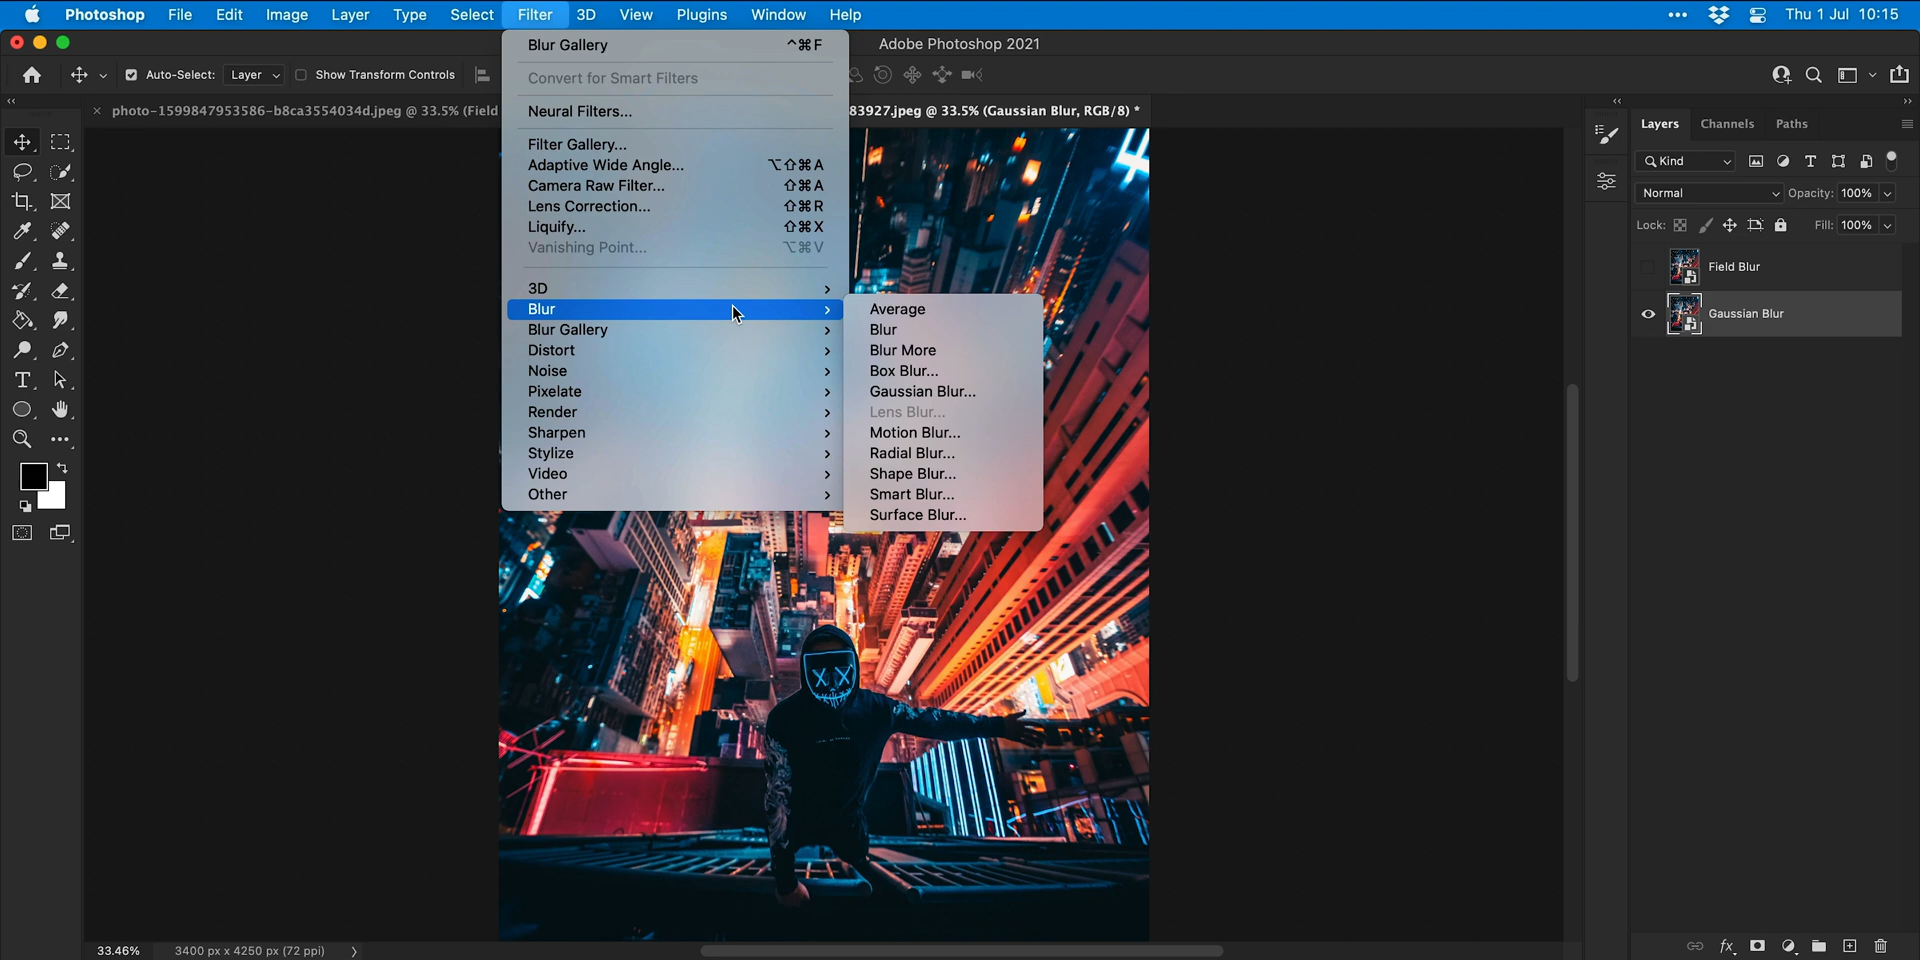 Photoshop File Edit Image Layer Type Select Filter 3D View Plugins Window Help Thu 1 Jul 10:15
Adobe Photoshop 2021
Auto-Select: Layer Show Transform Controls
photo-1599847953586-b8ca3554034d.jpeg @ 33.5% (Field
83927.jpeg @ 33.5% (Gaussian Blur, RGB/8) *
Blur Gallery ^⌘F
Convert for Smart Filters
Neural Filters...
Filter Gallery...
Adaptive Wide Angle... ⌥⇧⌘A
Camera Raw Filter... ⇧⌘A
Lens Correction... ⇧⌘R
Liquify... ⇧⌘X
Vanishing Point... ⌥⌘V
3D
Blur
Blur Gallery
Distort
Noise
Pixelate
Render
Sharpen
Stylize
Video
Other
Average
Blur
Blur More
Box Blur...
Gaussian Blur...
Lens Blur...
Motion Blur...
Radial Blur...
Shape Blur...
Smart Blur...
Surface Blur...
Layers Channels Paths
Kind
Normal Opacity: 100%
Lock: Fill: 100%
Field Blur
Gaussian Blur
33.46% 3400 px x 4250 px (72 ppi)